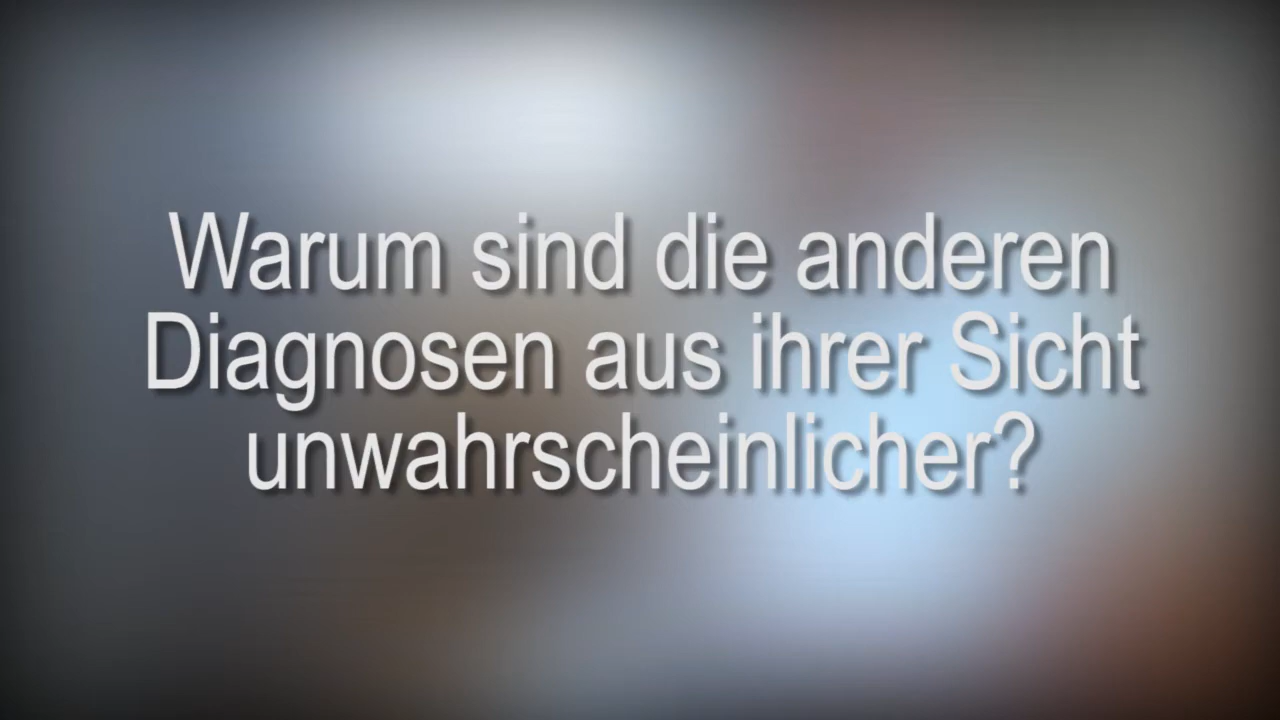 Warum sind die anderen
Diagnosen aus ihrer Sicht
unwahrscheinlicher?